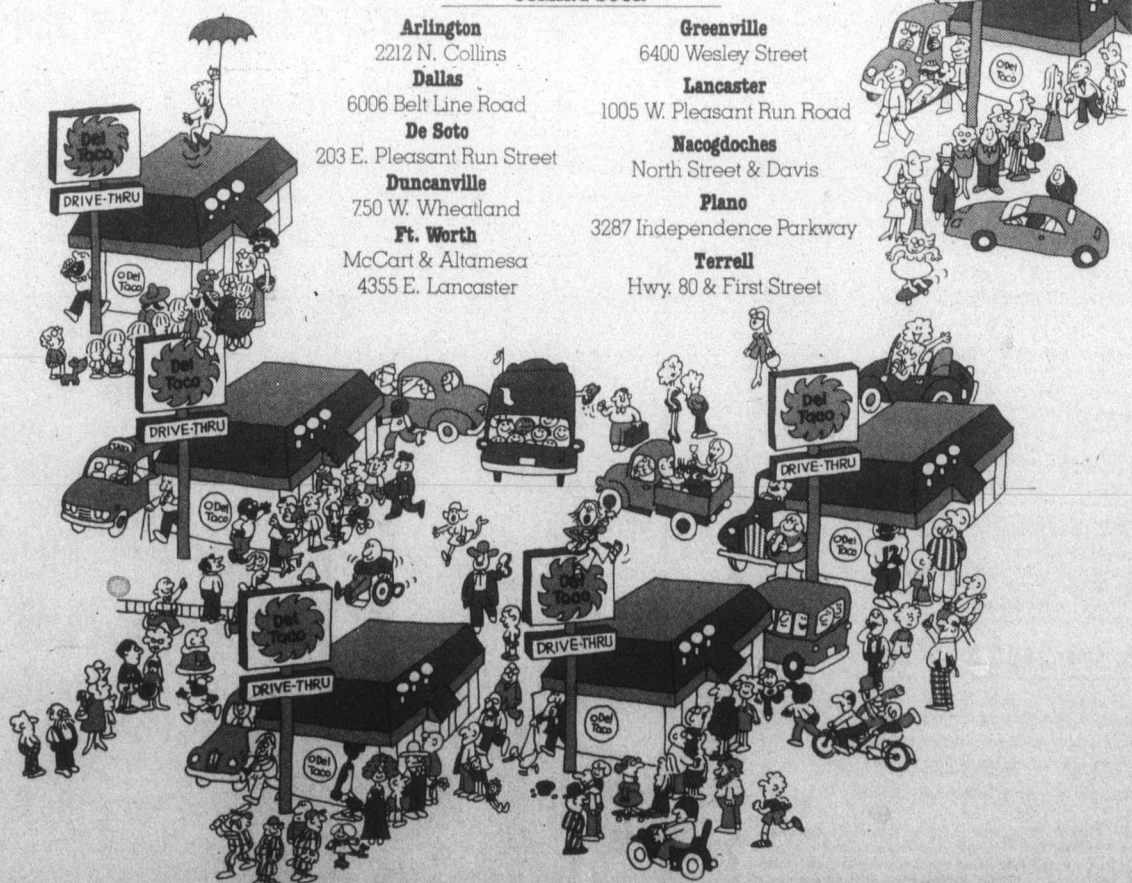 Arlington
2212 N. Collins
Dallas
6006 Belt Line Road
De Soto
203 E. Pleasant Run Street
Duncanville
750 W. Wheatland
Ft. Worth
McCart & Altamesa
4355 E. Lancaster
Greenville
6400 Wesley Street
Lancaster
1005 W. Pleasant Run Road
Nacogdoches
North Street & Davis
Plano
3287 Independence Parkway
Terrell
Hwy. 80 & First Street
Del
Taco
Del
Taco
DRIVE-THRU
Del
Taco
Del
Taco
DRIVE-THRU
TAXI
Del
Taco
Del
Taco
DRIVE-THRU
Del
Taco
12
Del
Taco
DRIVE-THRU
Del
Taco
Del
Taco
DRIVE-THRU
Del
Taco